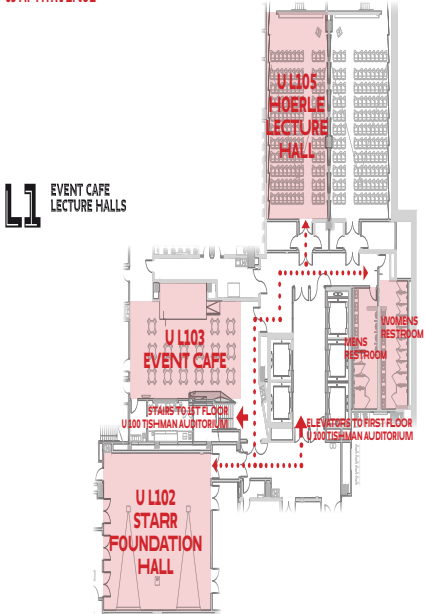 U L105
HOERLE
LECTURE
HALL
L1
EVENT CAFE
LECTURE HALLS
U L103
EVENT CAFE
WOMENS
RESTROOM
MENS
RESTROOM
STAIRS TO 1ST FLOOR
U 100 TISHMAN AUDITORIUM
ELEVATORS TO FIRST FLOOR
U 100 TISHMAN AUDITORIUM
U L102
STARR
FOUNDATION
HALL